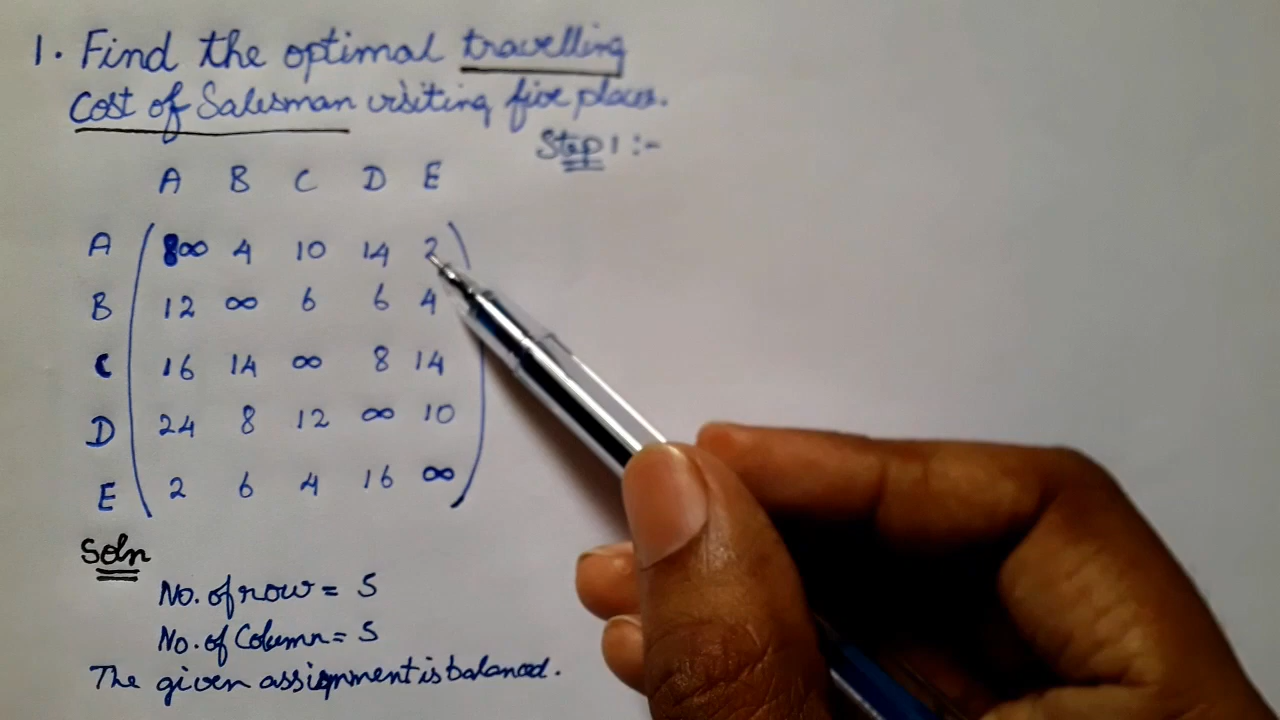 1. Find the optimal travelling
Cost of Salesman visiting five places.
Step 1 :-
A B C D E
A ∞ 4 10 14 2
B 12 ∞ 6 6 4
C 16 14 ∞ 8 14
D 24 8 12 ∞ 10
E 2 6 4 16 ∞
Soln
No. of row = 5
No. of Column = 5
The given assignment is balanced.